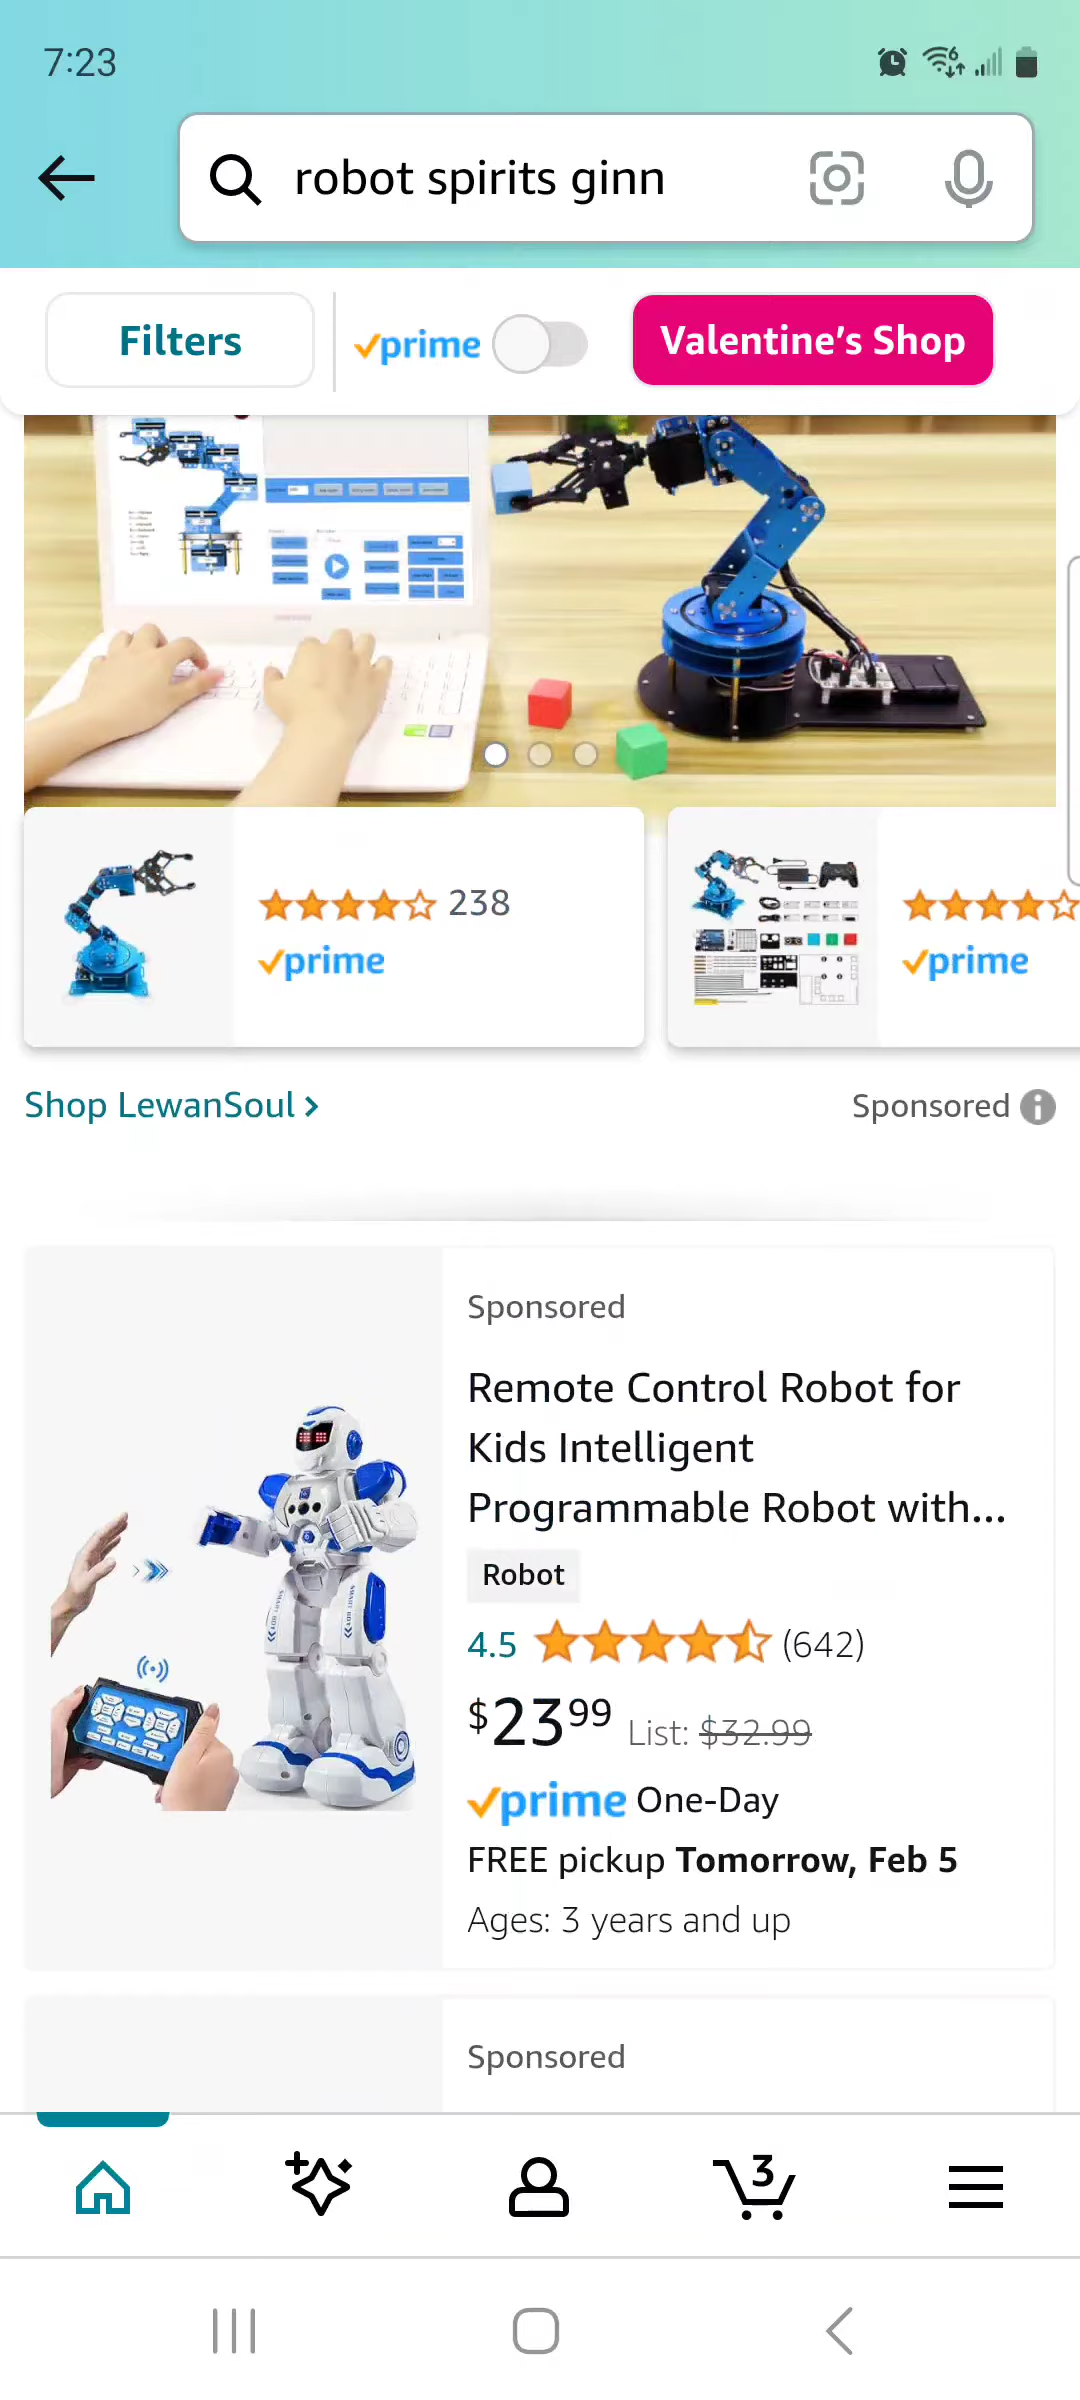 7:23
robot spirits ginn
Filters
prime
Valentine's Shop
238
prime
prime
Shop LewanSoul
Sponsored
Sponsored
Remote Control Robot for
Kids Intelligent
Programmable Robot with...
Robot
4.5 (642)
$23.99 List: $32.99
prime One-Day
FREE pickup Tomorrow, Feb 5
Ages: 3 years and up
Sponsored
3